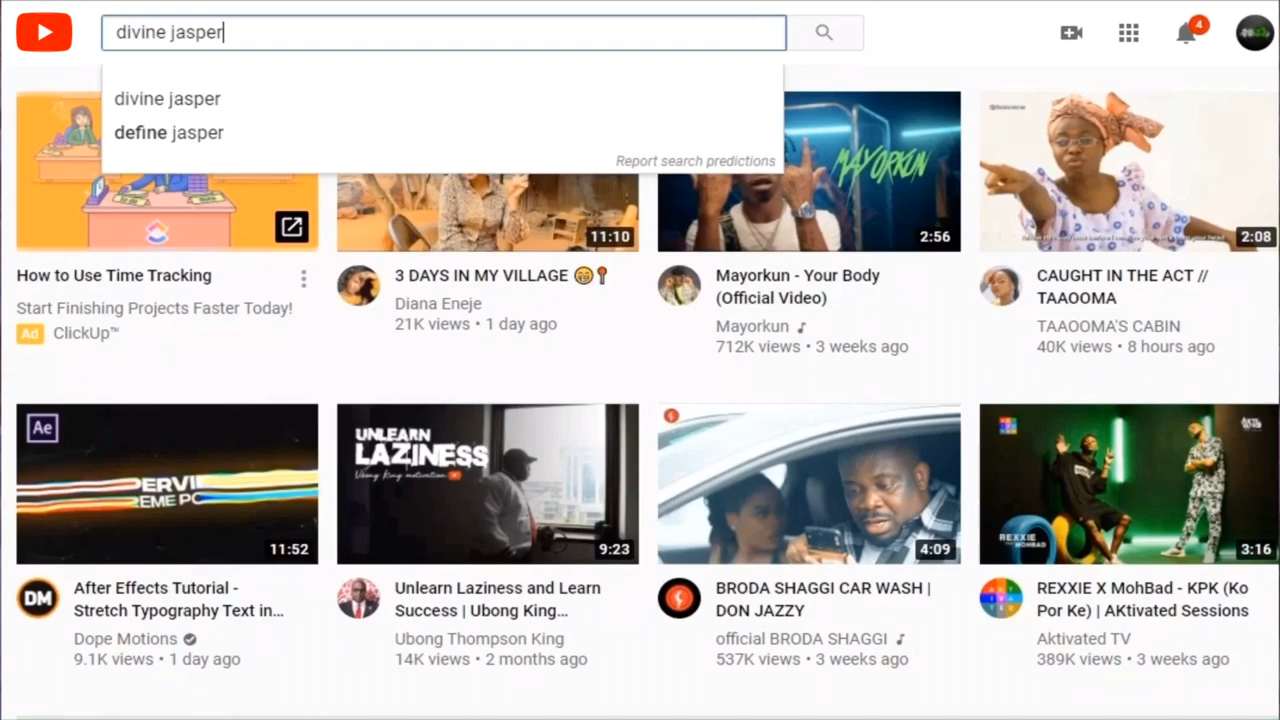 divine jasper
4
divine jasper
define jasper
Report search predictions
MAYORKUN
11:10
2:56
2:08
How to Use Time Tracking
Start Finishing Projects Faster Today!
Ad ClickUp™
3 DAYS IN MY VILLAGE 😁📍
Diana Eneje
21K views • 1 day ago
Mayorkun - Your Body
(Official Video)
Mayorkun
712K views • 3 weeks ago
CAUGHT IN THE ACT //
TAAOOMA
TAAOOMA'S CABIN
40K views • 8 hours ago
Ae
11:52
UNLEARN
LAZINESS
Ubong King motivation
9:23
4:09
REXXIE
MOHBAD
3:16
DM
After Effects Tutorial -
Stretch Typography Text in...
Dope Motions
9.1K views • 1 day ago
Unlearn Laziness and Learn
Success | Ubong King...
Ubong Thompson King
14K views • 2 months ago
BRODA SHAGGI CAR WASH |
DON JAZZY
official BRODA SHAGGI
537K views • 3 weeks ago
REXXIE X MohBad - KPK (Ko
Por Ke) | AKtivated Sessions
Aktivated TV
389K views • 3 weeks ago